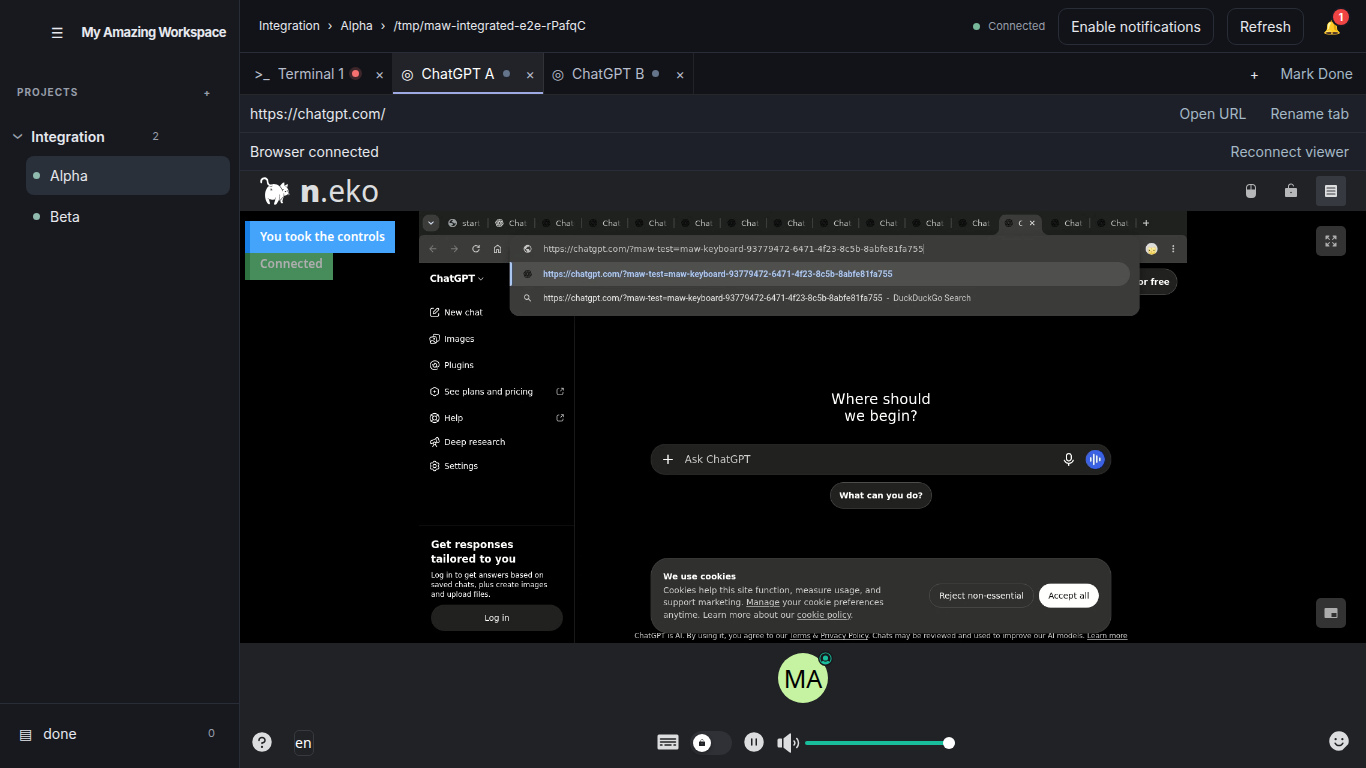 My Amazing Workspace
PROJECTS +
Integration 2
Alpha
Beta
done 0
Integration › Alpha › /tmp/maw-integrated-e2e-rPafqC
Connected
Enable notifications
Refresh
1
>_ Terminal 1 ×
ChatGPT A ×
ChatGPT B ×
+ Mark Done
https://chatgpt.com/
Open URL Rename tab
Browser connected
Reconnect viewer
n.eko
You took the controls
Connected
start Chat Chat Chat Chat Chat Chat Chat Chat Chat Chat Chat C × Chat Chat +
https://chatgpt.com/?maw-test=maw-keyboard-93779472-6471-4f23-8c5b-8abfe81fa755
https://chatgpt.com/?maw-test=maw-keyboard-93779472-6471-4f23-8c5b-8abfe81fa755
https://chatgpt.com/?maw-test=maw-keyboard-93779472-6471-4f23-8c5b-8abfe81fa755 - DuckDuckGo Search
ChatGPT
or free
New chat
Images
Plugins
See plans and pricing
Help
Deep research
Settings
Where should
we begin?
Ask ChatGPT
What can you do?
Get responses
tailored to you
Log in to get answers based on
saved chats, plus create images
and upload files.
Log in
We use cookies
Cookies help this site function, measure usage, and
support marketing. Manage your cookie preferences
anytime. Learn more about our cookie policy.
Reject non-essential
Accept all
ChatGPT is AI. By using it, you agree to our Terms & Privacy Policy. Chats may be reviewed and used to improve our AI models. Learn more
MA
en